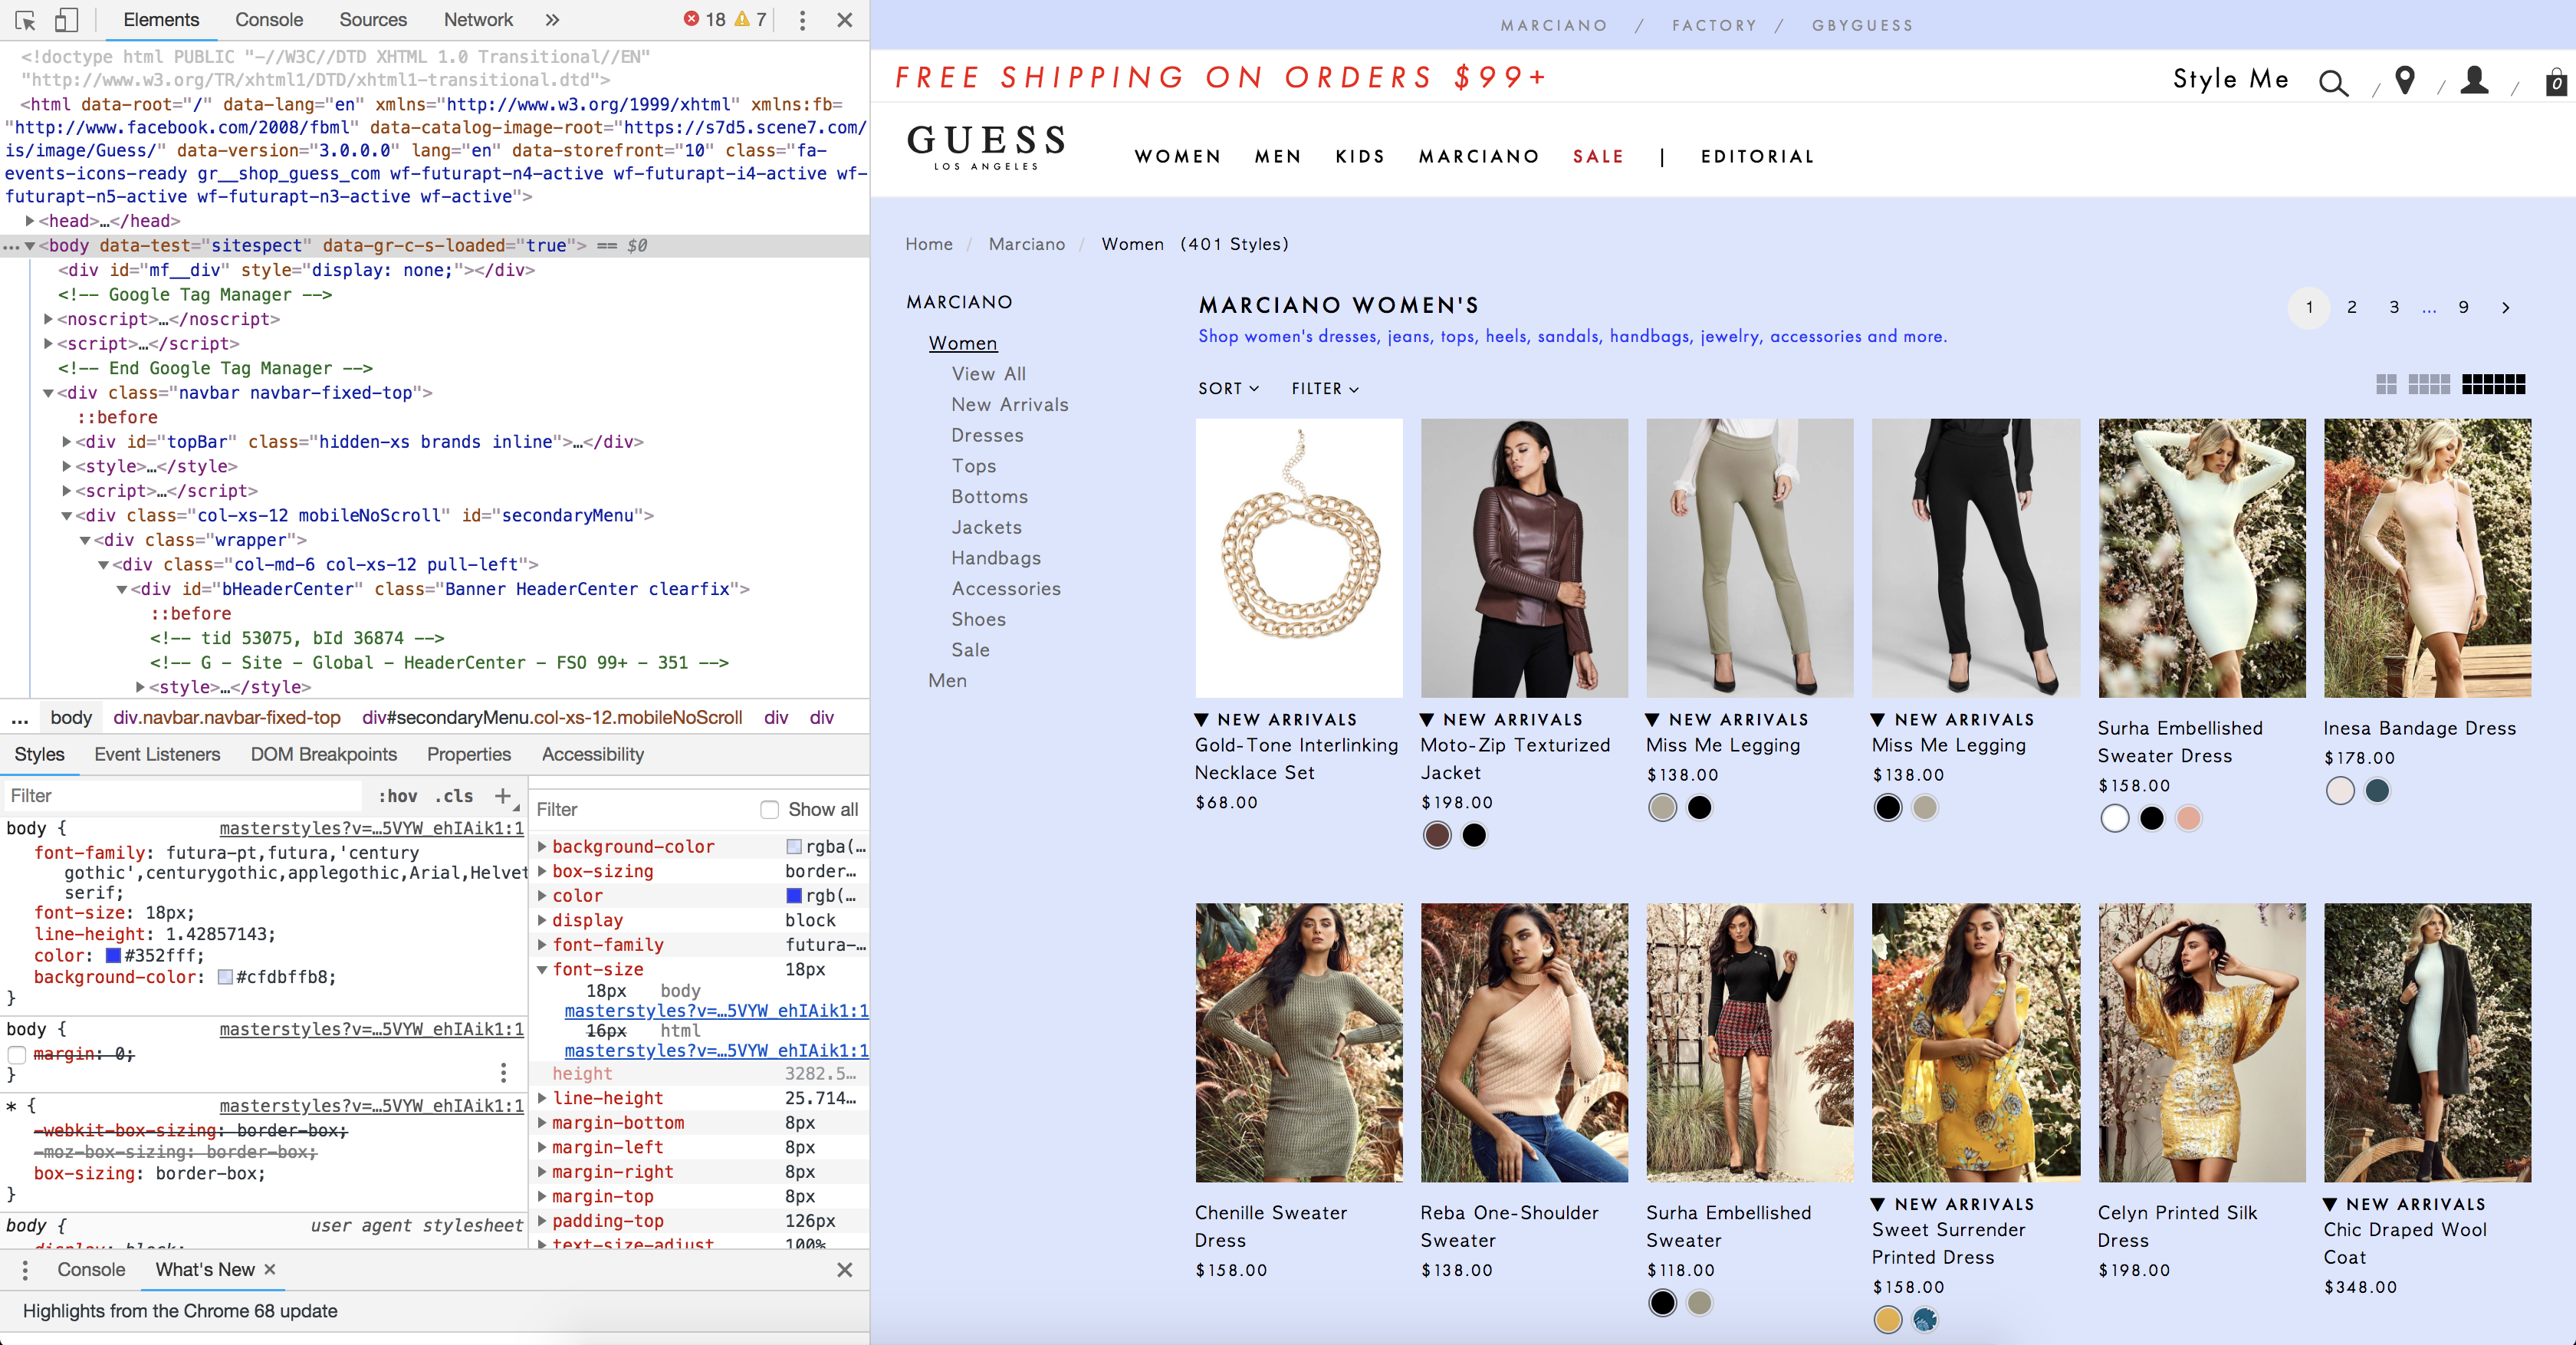 Elements Console Sources Network » 18 7
<!doctype html PUBLIC "-//W3C//DTD XHTML 1.0 Transitional//EN"
"http://www.w3.org/TR/xhtml1/DTD/xhtml1-transitional.dtd">
<html data-root="/" data-lang="en" xmlns="http://www.w3.org/1999/xhtml" xmlns:fb=
"http://www.facebook.com/2008/fbml" data-catalog-image-root="https://s7d5.scene7.com/
is/image/Guess/" data-version="3.0.0.0" lang="en" data-storefront="10" class="fa-
events-icons-ready gr__shop_guess_com wf-futurapt-n4-active wf-futurapt-i4-active wf-
futurapt-n5-active wf-futurapt-n3-active wf-active">
<head>…</head>
… <body data-test="sitespect" data-gr-c-s-loaded="true"> == $0
<div id="mf__div" style="display: none;"></div>
<!-- Google Tag Manager -->
<noscript>…</noscript>
<script>…</script>
<!-- End Google Tag Manager -->
<div class="navbar navbar-fixed-top">
::before
<div id="topBar" class="hidden-xs brands inline">…</div>
<style>…</style>
<script>…</script>
<div class="col-xs-12 mobileNoScroll" id="secondaryMenu">
<div class="wrapper">
<div class="col-md-6 col-xs-12 pull-left">
<div id="bHeaderCenter" class="Banner HeaderCenter clearfix">
::before
<!-- tid 53075, bId 36874 -->
<!-- G - Site - Global - HeaderCenter - FSO 99+ - 351 -->
<style>…</style>
… body div.navbar.navbar-fixed-top div#secondaryMenu.col-xs-12.mobileNoScroll div div
Styles Event Listeners DOM Breakpoints Properties Accessibility
Filter :hov .cls +
body { masterstyles?v=…5VYW_ehIAik1:1
font-family: futura-pt,futura,'century
gothic',centurygothic,applegothic,Arial,Helvet
serif;
font-size: 18px;
line-height: 1.42857143;
color: #352fff;
background-color: #cfdbffb8;
}
body { masterstyles?v=…5VYW_ehIAik1:1
margin: 0;
}
* { masterstyles?v=…5VYW_ehIAik1:1
-webkit-box-sizing: border-box;
-moz-box-sizing: border-box;
box-sizing: border-box;
}
body { user agent stylesheet
display: block;
Filter Show all
background-color rgba(…
box-sizing border…
color rgb(…
display block
font-family futura-…
font-size 18px
18px body
masterstyles?v=…5VYW_ehIAik1:1
16px html
masterstyles?v=…5VYW_ehIAik1:1
height 3282.5…
line-height 25.714…
margin-bottom 8px
margin-left 8px
margin-right 8px
margin-top 8px
padding-top 126px
text-size-adjust 100%
Console What's New ×
Highlights from the Chrome 68 update
MARCIANO / FACTORY / GBYGUESS
FREE SHIPPING ON ORDERS $99+
Style Me / / / 0
GUESS
LOS ANGELES
WOMEN MEN KIDS MARCIANO SALE | EDITORIAL
Home / Marciano / Women (401 Styles)
MARCIANO
Women
View All
New Arrivals
Dresses
Tops
Bottoms
Jackets
Handbags
Accessories
Shoes
Sale
Men
MARCIANO WOMEN'S
1 2 3 ... 9 >
Shop women's dresses, jeans, tops, heels, sandals, handbags, jewelry, accessories and more.
SORT FILTER
▼ NEW ARRIVALS
Gold-Tone Interlinking
Necklace Set
$68.00
▼ NEW ARRIVALS
Moto-Zip Texturized
Jacket
$198.00
▼ NEW ARRIVALS
Miss Me Legging
$138.00
▼ NEW ARRIVALS
Miss Me Legging
$138.00
Surha Embellished
Sweater Dress
$158.00
Inesa Bandage Dress
$178.00
Chenille Sweater
Dress
$158.00
Reba One-Shoulder
Sweater
$138.00
Surha Embellished
Sweater
$118.00
▼ NEW ARRIVALS
Sweet Surrender
Printed Dress
$158.00
Celyn Printed Silk
Dress
$198.00
▼ NEW ARRIVALS
Chic Draped Wool
Coat
$348.00